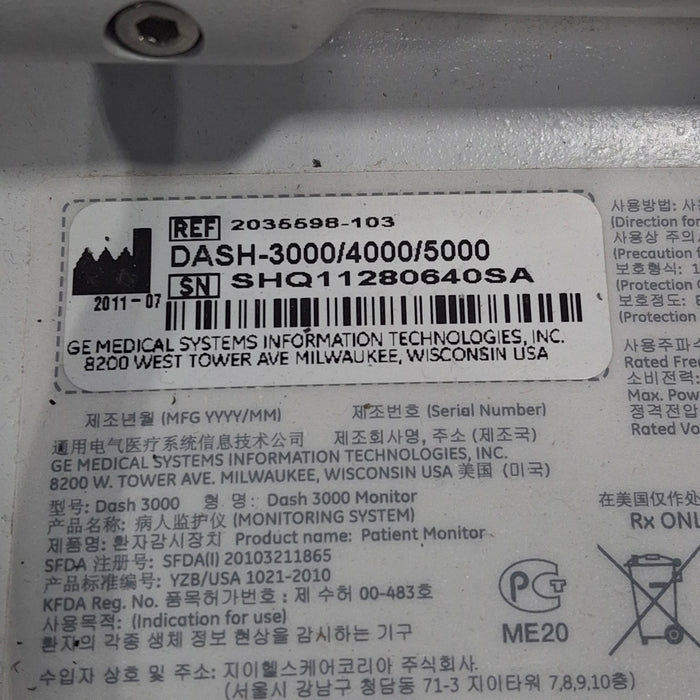 REF 2035598-103
DASH-3000/4000/5000
2011-07 SN SHQ11280640SA
GE MEDICAL SYSTEMS INFORMATION TECHNOLOGIES, INC.
8200 WEST TOWER AVE MILWAUKEE, WISCONSIN USA
제조년월 (MFG YYYY/MM) 제조번호 (Serial Number)
通用电气医疗系统信息技术公司 제조회사명, 주소 (제조국)
GE MEDICAL SYSTEMS INFORMATION TECHNOLOGIES, INC.
8200 W. TOWER AVE. MILWAUKEE, WISCONSIN USA 美国 (미국)
型号: Dash 3000 형 명: Dash 3000 Monitor
产品名称: 病人监护仪 (MONITORING SYSTEM)
제품명: 환자감시장치 Product name: Patient Monitor
SFDA 注册号: SFDA(I) 20103211865
产品标准编号: YZB/USA 1021-2010
KFDA Reg. No. 품목허가번호 : 제 수허 00-483호
사용목적: (Indication for use)
환자의 각종 생체 정보 현상을 감시하는 기구
수입자 상호 및 주소: 지이헬스케어코리아 주식회사.
(서울시 강남구 청담동 71-3 지이타워 7,8,9,10층)
사용방법:
(Direction for
사용상 주의
(Precaution
보호형식:
(Protection
보호정도:
(Protection
사용주파수
Rated
소비전력:
Max.
정격전압
Rated
在美国仅作处
Rx ONL
PCT
ME20